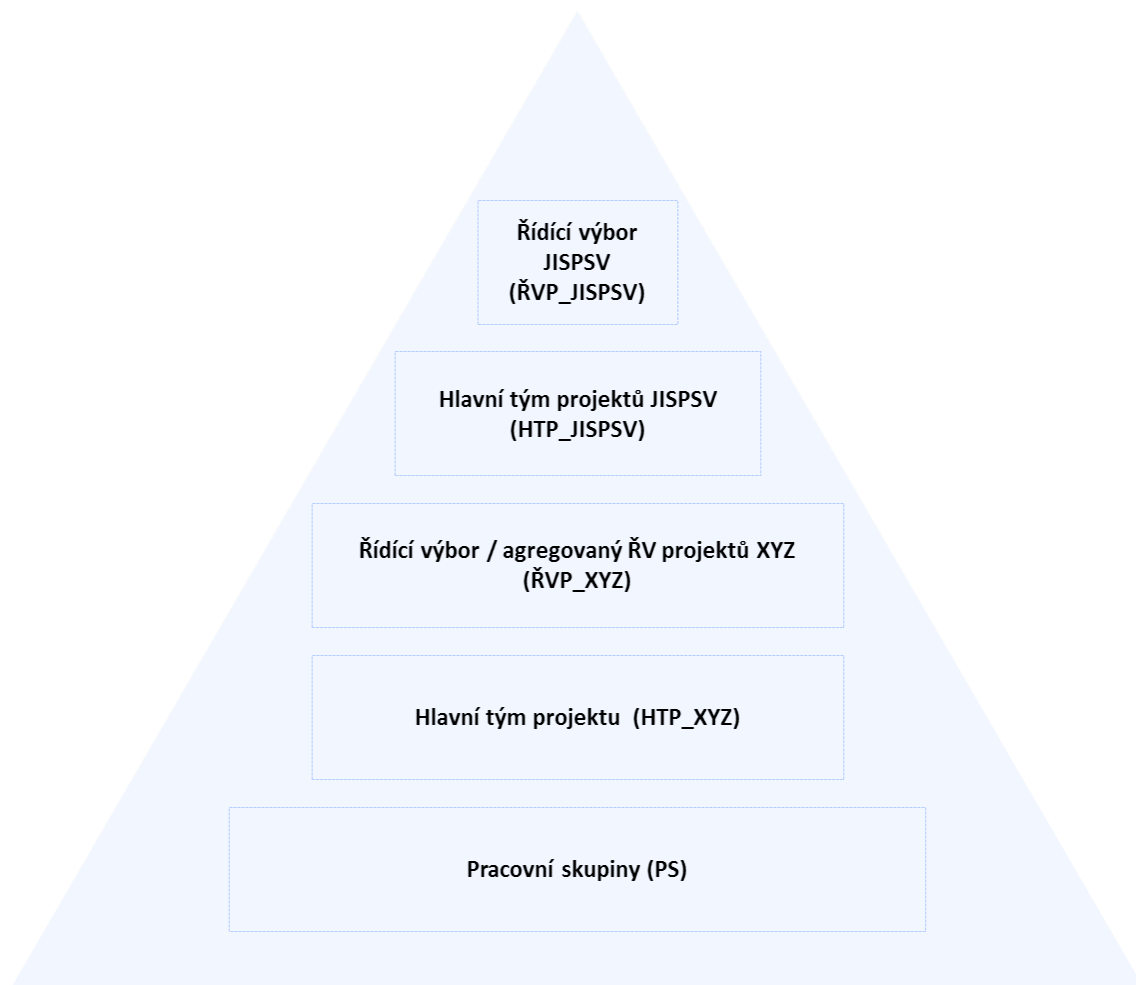 Řídící výbor
JISPSV
(ŘVP_JISPSV)
Hlavní tým projektů JISPSV
(HTP_JISPSV)
Řídící výbor / agregovaný ŘV projektů XYZ
(ŘVP_XYZ)
Hlavní tým projektu  (HTP_XYZ)
Pracovní skupiny (PS)